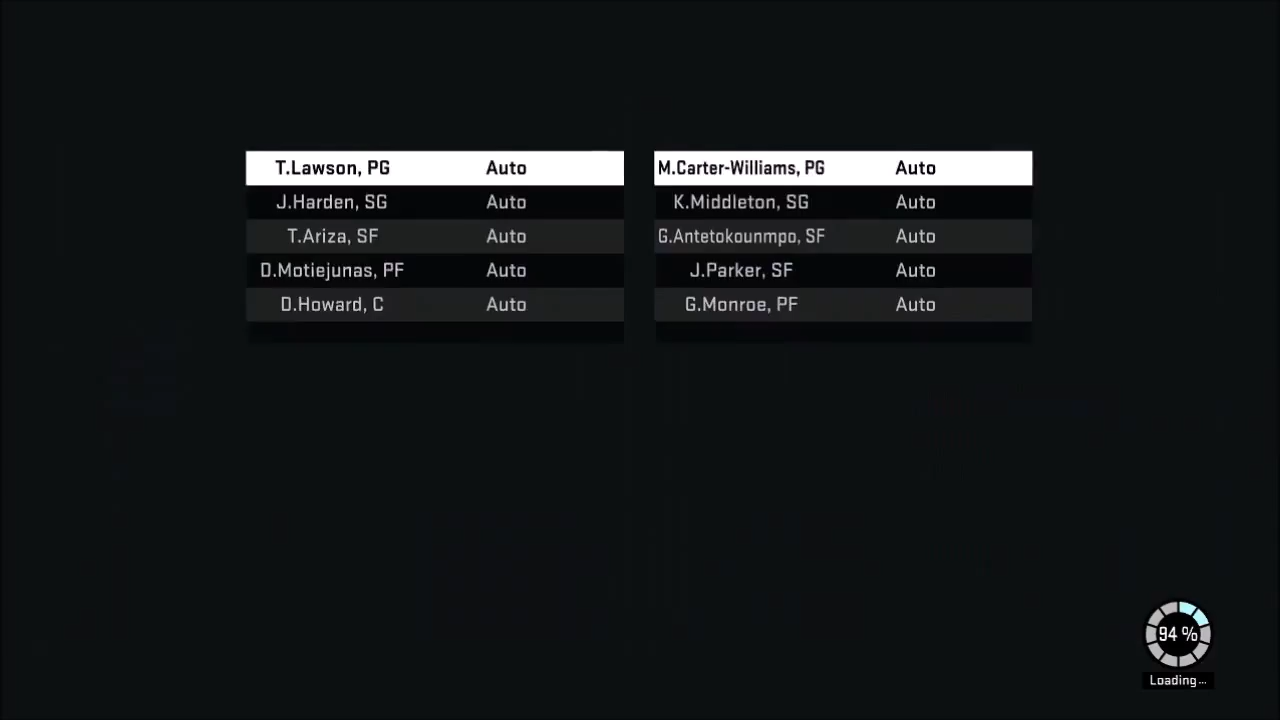 T.Lawson, PG Auto
J.Harden, SG Auto
T.Ariza, SF Auto
D.Motiejunas, PF Auto
D.Howard, C Auto
M.Carter-Williams, PG Auto
K.Middleton, SG Auto
G.Antetokounmpo, SF Auto
J.Parker, SF Auto
G.Monroe, PF Auto
94 %
Loading...